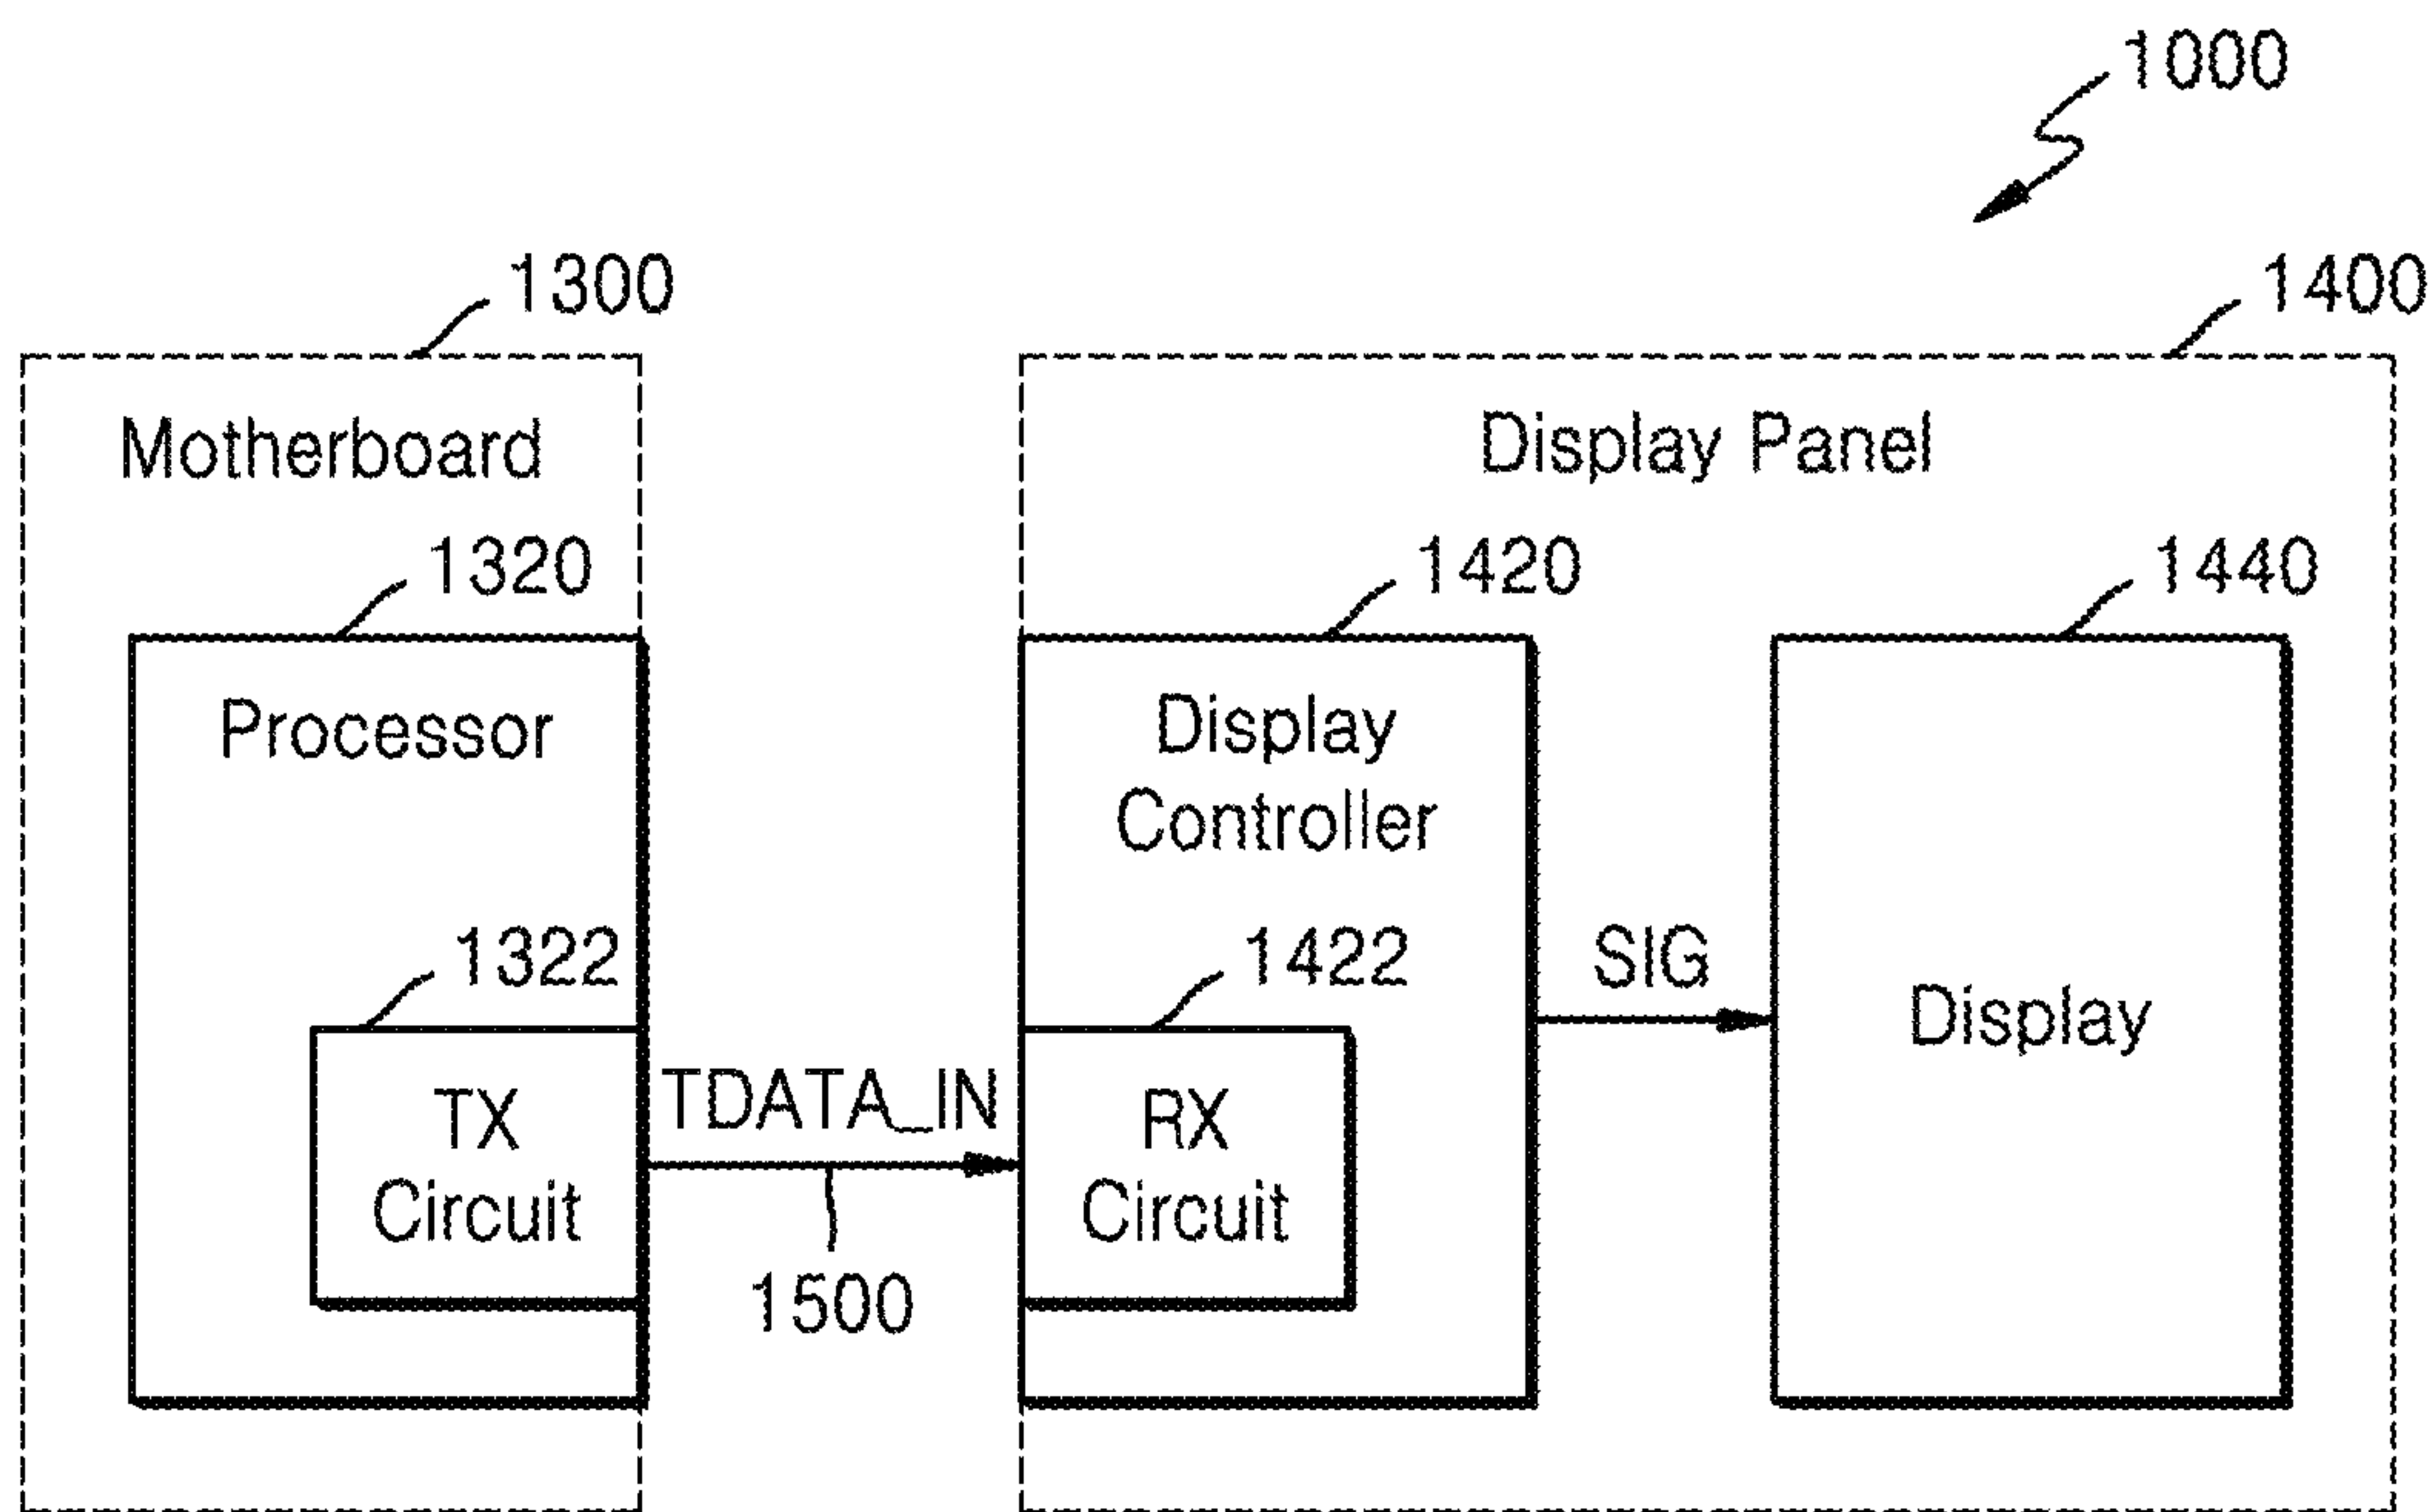 1000
1300
1400
Motherboard
Display Panel
1320
1420
1440
Processor
Display
Controller
1322
1422
SIG
Display
TX
Circuit
TDATA_IN
RX
Circuit
1500